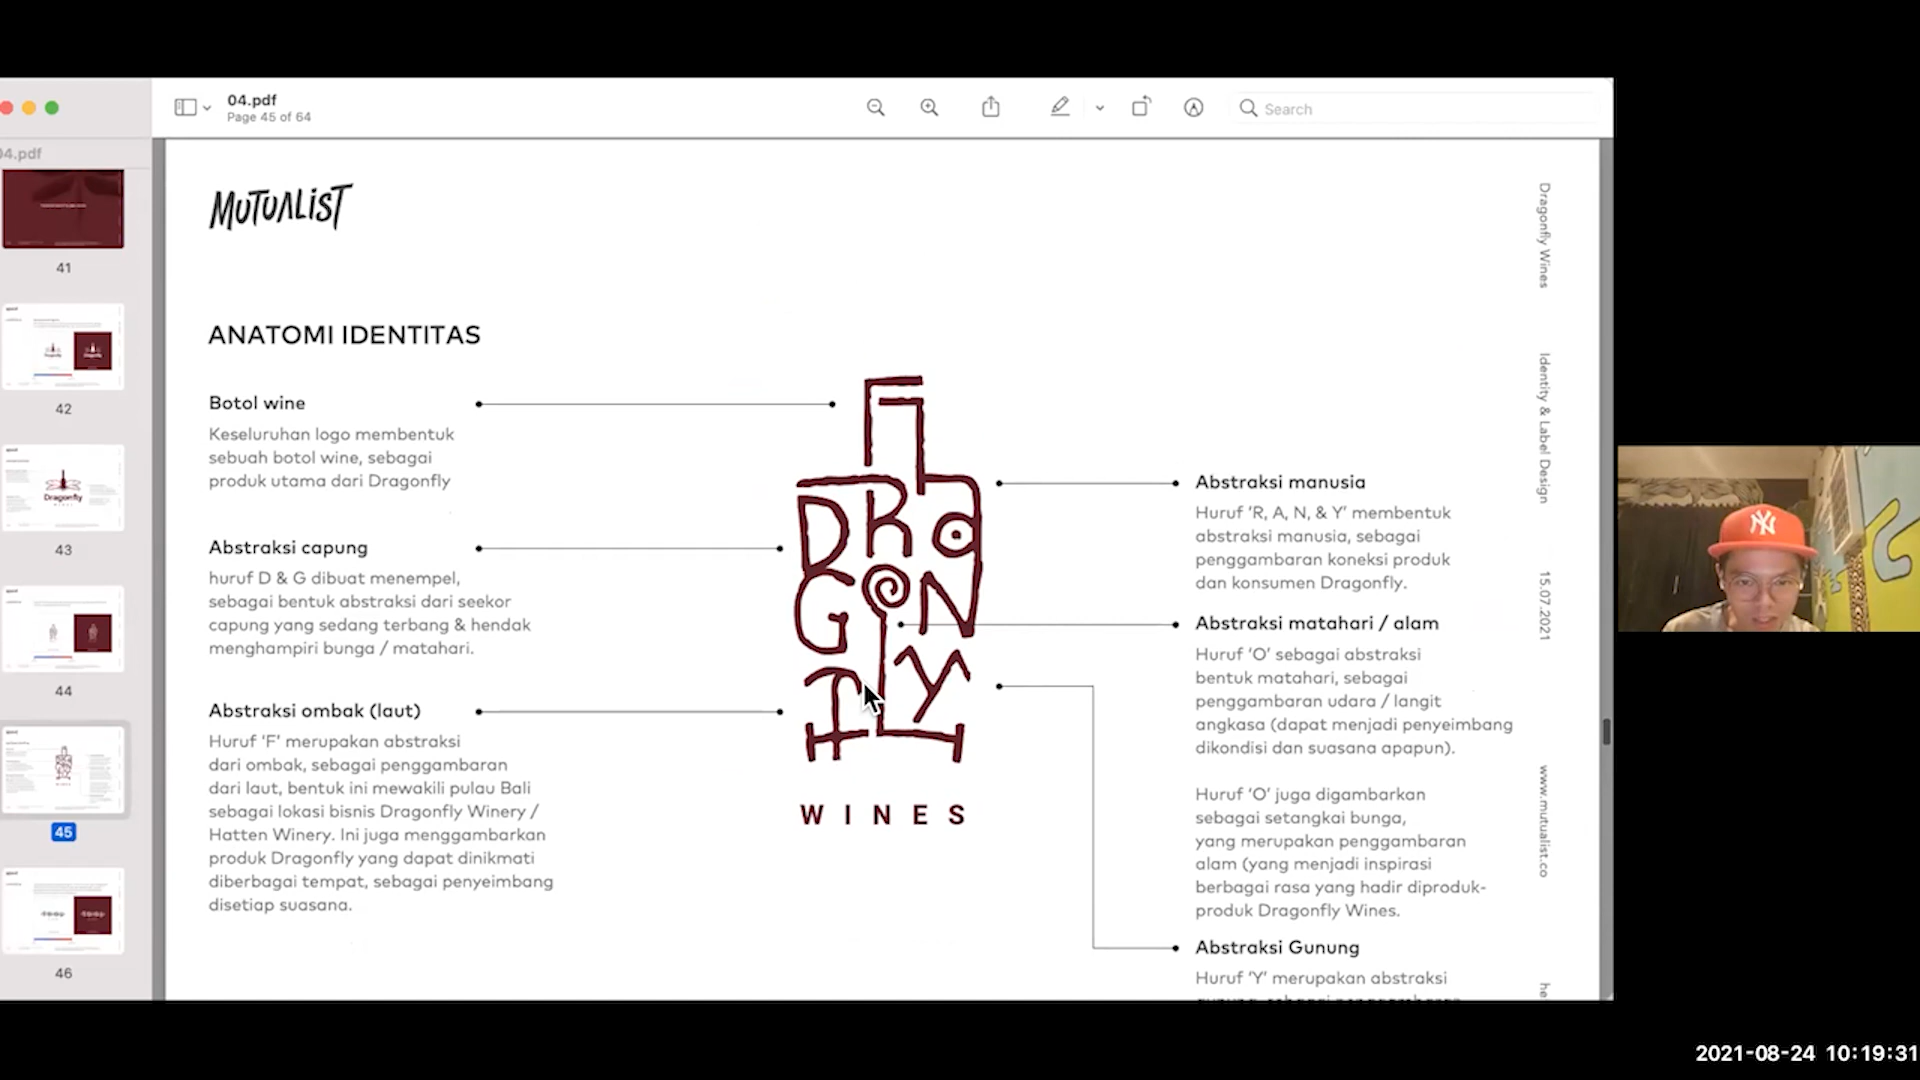 04.pdf
Page 45 of 64
Search
04.pdf
41
42
43
44
45
46
MUTUALIST
ANATOMI IDENTITAS
Botol wine
Keseluruhan logo membentuk
sebuah botol wine, sebagai
produk utama dari Dragonfly
Abstraksi capung
huruf D & G dibuat menempel,
sebagai bentuk abstraksi dari seekor
capung yang sedang terbang & hendak
menghampiri bunga / matahari.
Abstraksi ombak (laut)
Huruf ‘F’ merupakan abstraksi
dari ombak, sebagai penggambaran
dari laut, bentuk ini mewakili pulau Bali
sebagai lokasi bisnis Dragonfly Winery /
Hatten Winery. Ini juga menggambarkan
produk Dragonfly yang dapat dinikmati
diberbagai tempat, sebagai penyeimbang
disetiap suasana.
DRA
GON
FLY
WINES
Abstraksi manusia
Huruf ‘R, A, N, & Y’ membentuk
abstraksi manusia, sebagai
penggambaran koneksi produk
dan konsumen Dragonfly.
Abstraksi matahari / alam
Huruf ‘O’ sebagai abstraksi
bentuk matahari, sebagai
penggambaran udara / langit
angkasa (dapat menjadi penyeimbang
dikondisi dan suasana apapun).
Huruf ‘O’ juga digambarkan
sebagai setangkai bunga,
yang merupakan penggambaran
alam (yang menjadi inspirasi
berbagai rasa yang hadir diproduk-
produk Dragonfly Wines.
Abstraksi Gunung
Huruf ‘Y’ merupakan abstraksi
Dragonfly Wines
Identity & Label Design
15.07.2021
www.mutualist.co
he
Dragonfly
NY
2021-08-24 10:19:31